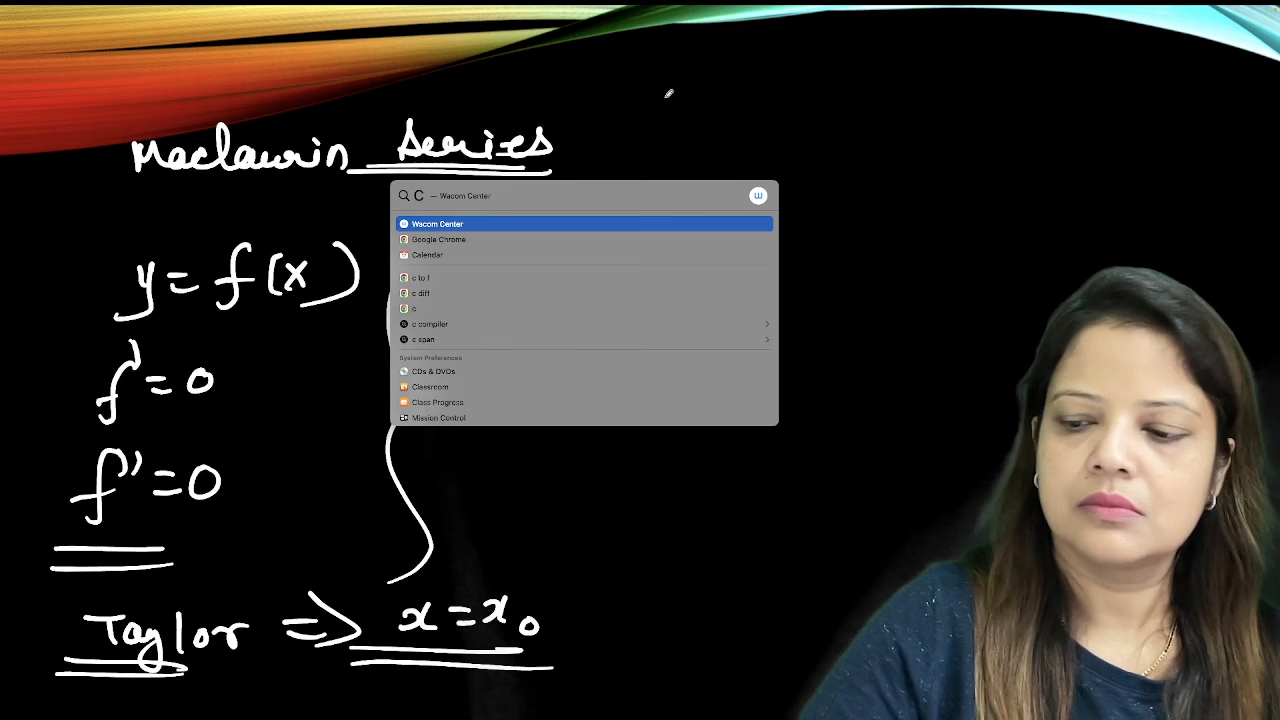 Maclaurin Series
C — Wacom Center
Wacom Center
Google Chrome
Calendar
c to f
c diff
c
c compiler
c span
System Preferences
CDs & DVDs
Classroom
Class Progress
Mission Control
y = f(x)
f' = 0
f'' = 0
Taylor => x = x₀